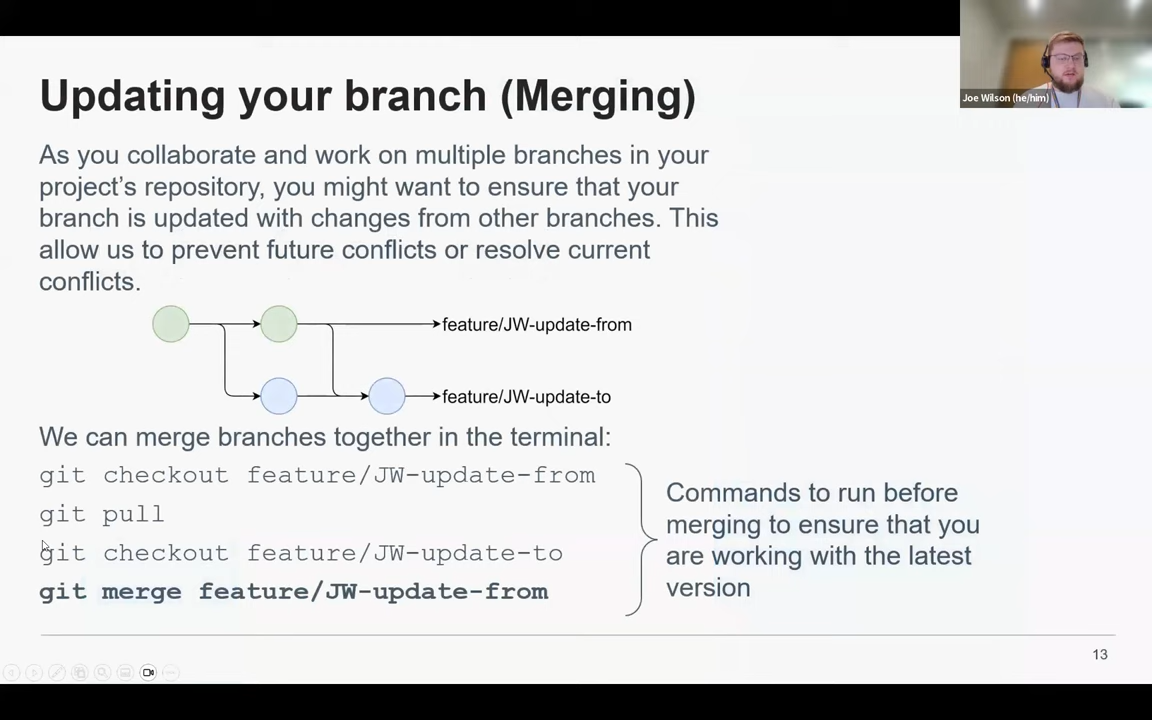 Joe Wilson (he/him)
Updating your branch (Merging)
As you collaborate and work on multiple branches in your
project's repository, you might want to ensure that your
branch is updated with changes from other branches. This
allow us to prevent future conflicts or resolve current
conflicts.
feature/JW-update-from
feature/JW-update-to
We can merge branches together in the terminal:
git checkout feature/JW-update-from
git pull
git checkout feature/JW-update-to
git merge feature/JW-update-from
Commands to run before
merging to ensure that you
are working with the latest
version
13